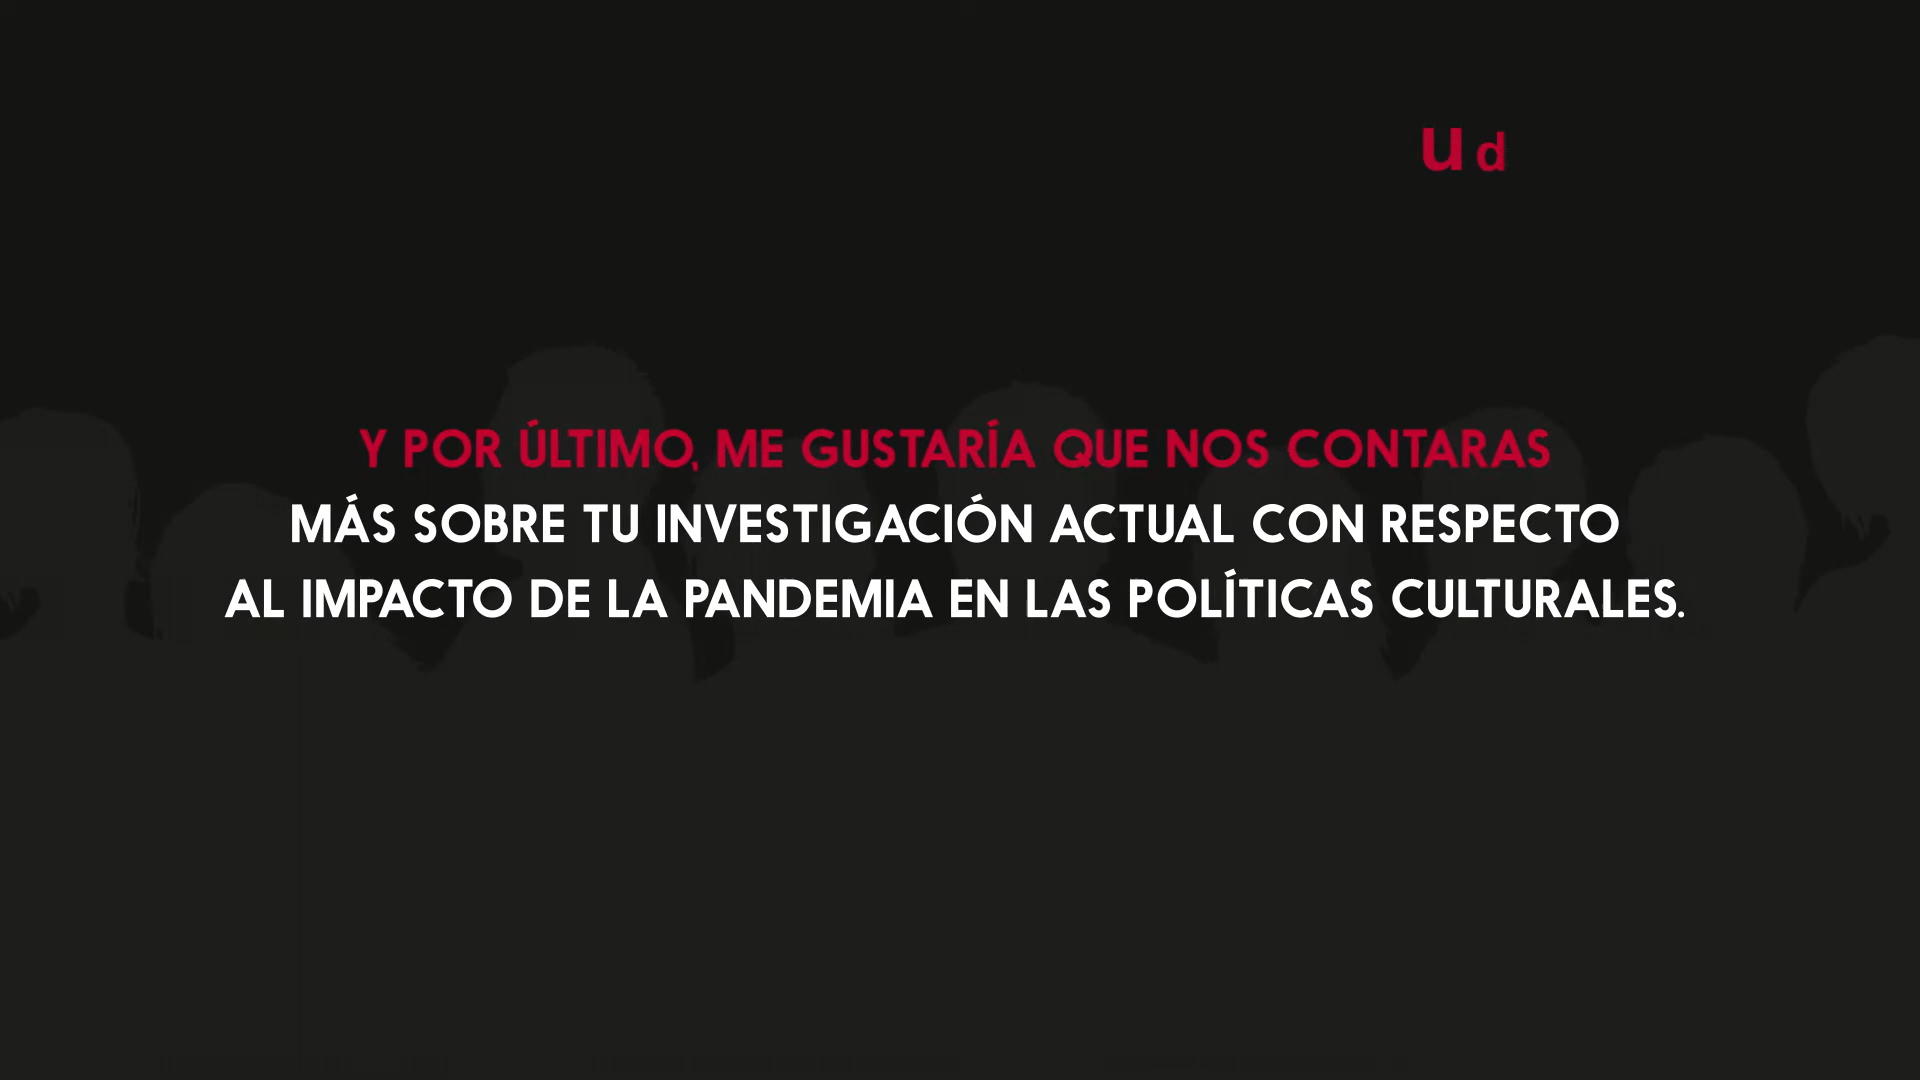 u d
Y POR ÚLTIMO, ME GUSTARÍA QUE NOS CONTARAS
MÁS SOBRE TU INVESTIGACIÓN ACTUAL CON RESPECTO
AL IMPACTO DE LA PANDEMIA EN LAS POLÍTICAS CULTURALES.